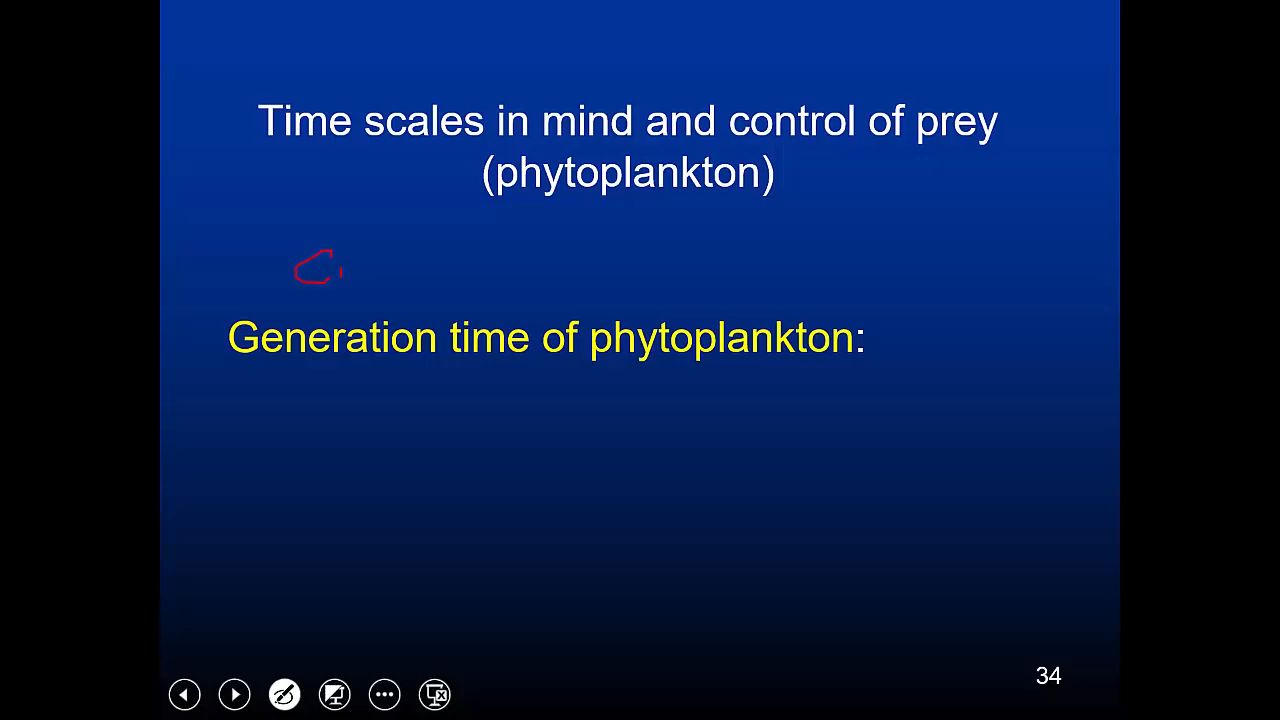 Time scales in mind and control of prey
(phytoplankton)
Generation time of phytoplankton:
34